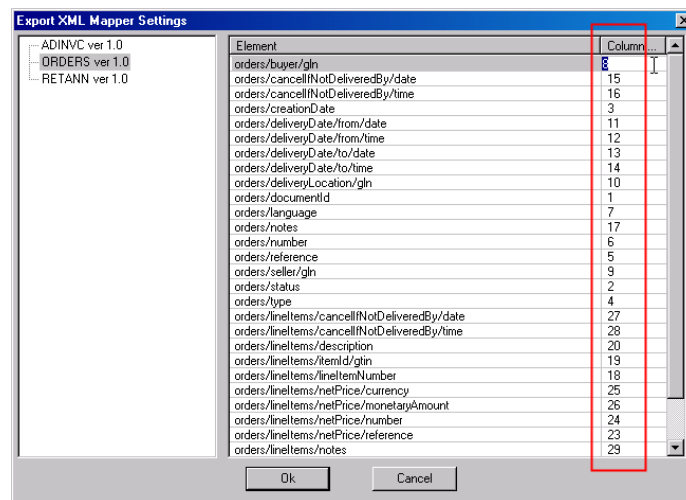 Export XML Mapper Settings
ADINVC ver 1.0
ORDERS ver 1.0
RETANN ver 1.0
Element Column ...
orders/buyer/gln 8
orders/cancelIfNotDeliveredBy/date 15
orders/cancelIfNotDeliveredBy/time 16
orders/creationDate 3
orders/deliveryDate/from/date 11
orders/deliveryDate/from/time 12
orders/deliveryDate/to/date 13
orders/deliveryDate/to/time 14
orders/deliveryLocation/gln 10
orders/documentId 1
orders/language 7
orders/notes 17
orders/number 6
orders/reference 5
orders/seller/gln 9
orders/status 2
orders/type 4
orders/lineItems/cancelIfNotDeliveredBy/date 27
orders/lineItems/cancelIfNotDeliveredBy/time 28
orders/lineItems/description 20
orders/lineItems/itemId/gtin 19
orders/lineItems/lineItemNumber 18
orders/lineItems/netPrice/currency 25
orders/lineItems/netPrice/monetaryAmount 26
orders/lineItems/netPrice/number 24
orders/lineItems/netPrice/reference 23
orders/lineItems/notes 29
Ok Cancel